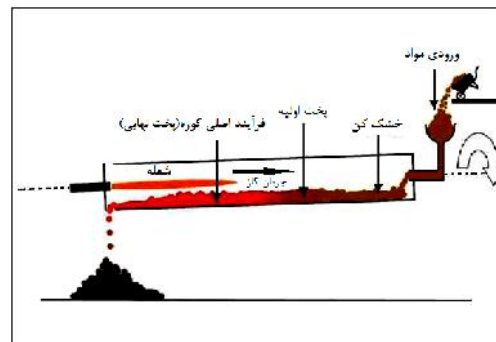 ورودی مواد
پخت اولیه
خشک کن
فرآیند اصلی کوره(پخت نهایی)
شعله
جریان گاز